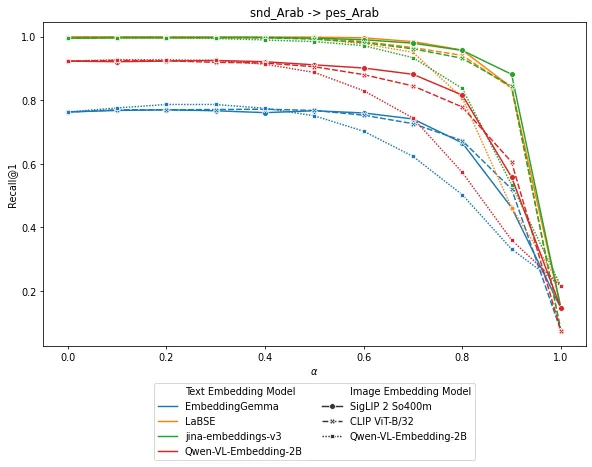 snd_Arab -> pes_Arab
1.0
0.8
0.6
0.4
0.2
Recall@1
0.0 0.2 0.4 0.6 0.8 1.0
α
Text Embedding Model Image Embedding Model
EmbeddingGemma SigLIP 2 So400m
LaBSE CLIP ViT-B/32
jina-embeddings-v3 Qwen-VL-Embedding-2B
Qwen-VL-Embedding-2B